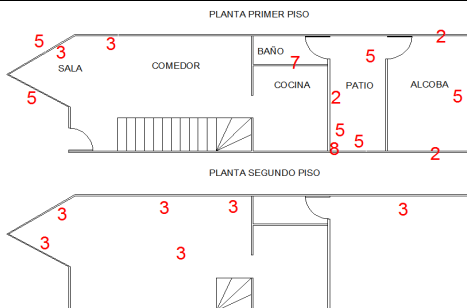 PLANTA PRIMER PISO
5 3 3 2
SALA COMEDOR BAÑO 7 5
COCINA PATIO ALCOBA
5 2 5
5 5
8 2
PLANTA SEGUNDO PISO
3 3 3 3
3 3